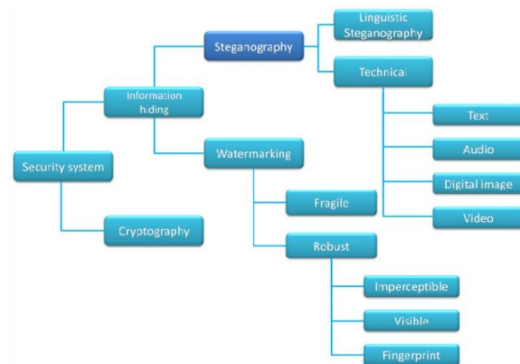 Linguistic
Steganography
Steganography
Technical
Information
hiding
Text
Watermarking
Audio
Security system
Digital image
Fragile
Video
Cryptography
Robust
Imperceptible
Visible
Fingerprint